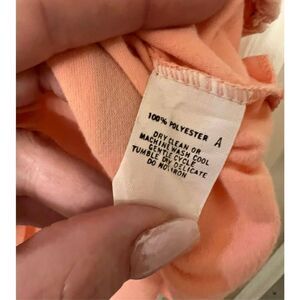 100% POLYESTER A
DRY CLEAN OR
MACHINE WASH COOL
GENTLE CYCLE
TUMBLE DRY DELICATE
DO NOT IRON